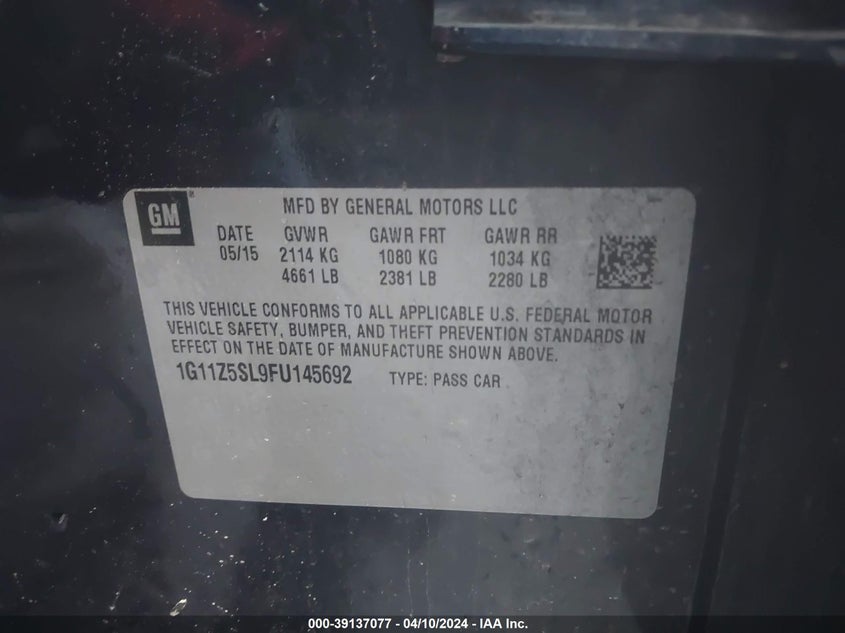 GM ®
MFD BY GENERAL MOTORS LLC
DATE GVWR GAWR FRT GAWR RR
05/15 2114 KG 1080 KG 1034 KG
4661 LB 2381 LB 2280 LB
THIS VEHICLE CONFORMS TO ALL APPLICABLE U.S. FEDERAL MOTOR
VEHICLE SAFETY, BUMPER, AND THEFT PREVENTION STANDARDS IN
EFFECT ON THE DATE OF MANUFACTURE SHOWN ABOVE.
1G11Z5SL9FU145692 TYPE: PASS CAR
000-39137077 - 04/10/2024 - IAA Inc.